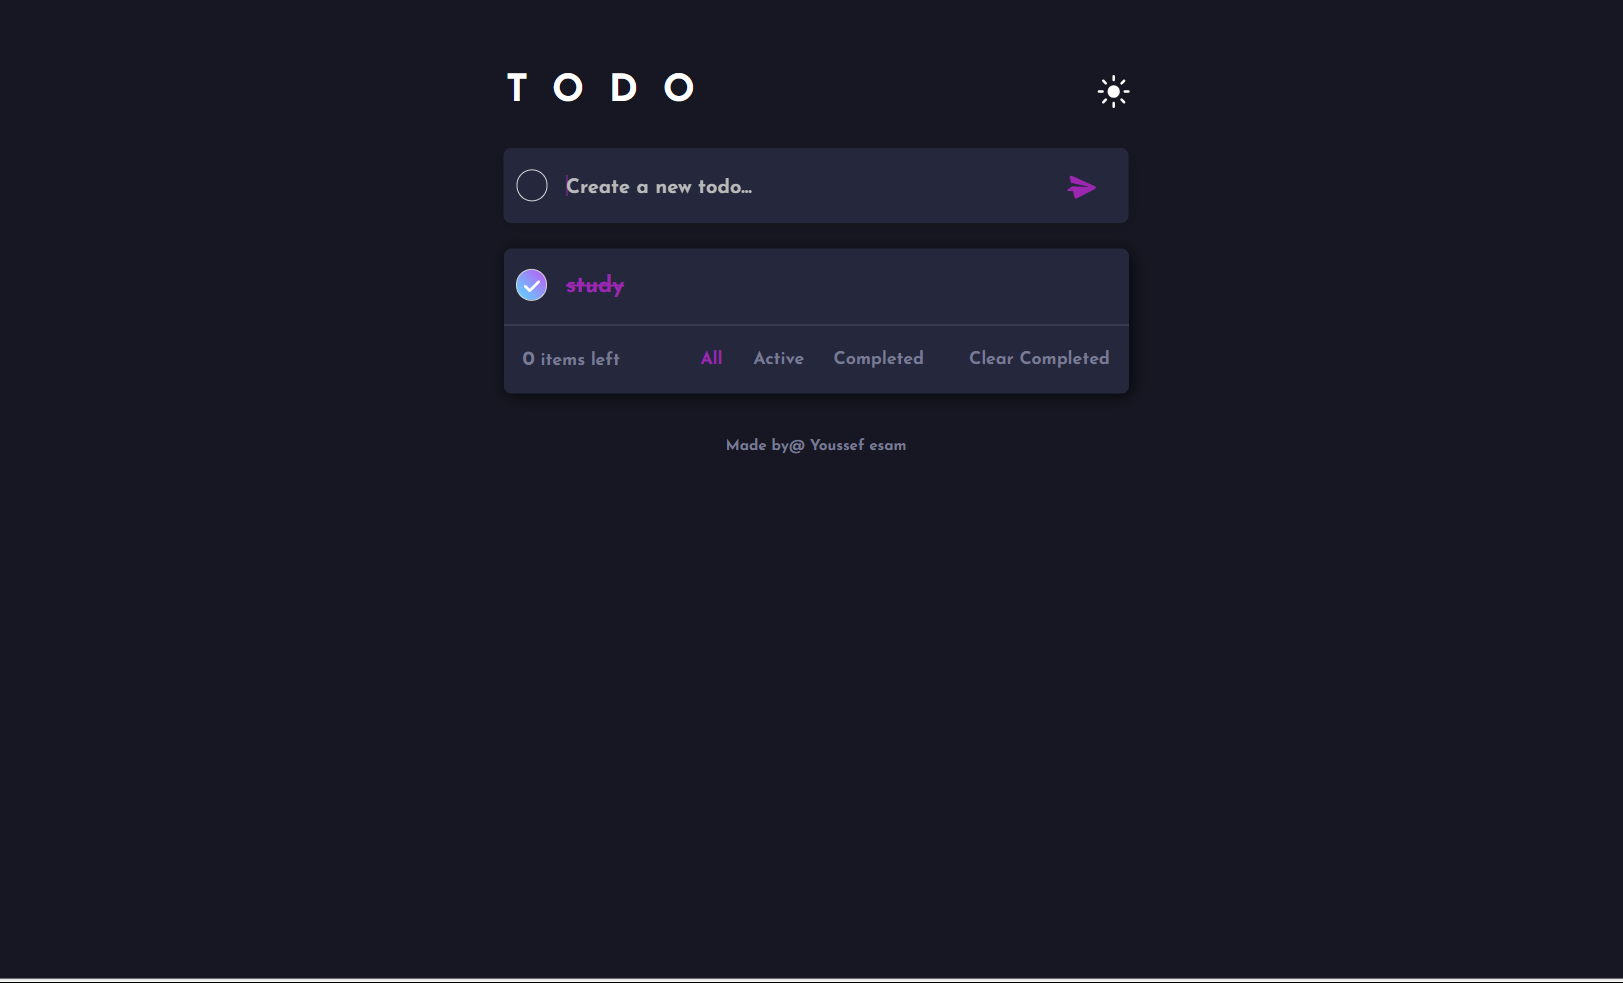 T O D O
Create a new todo...
study
0 items left All Active Completed Clear Completed
Made by@ Youssef esam